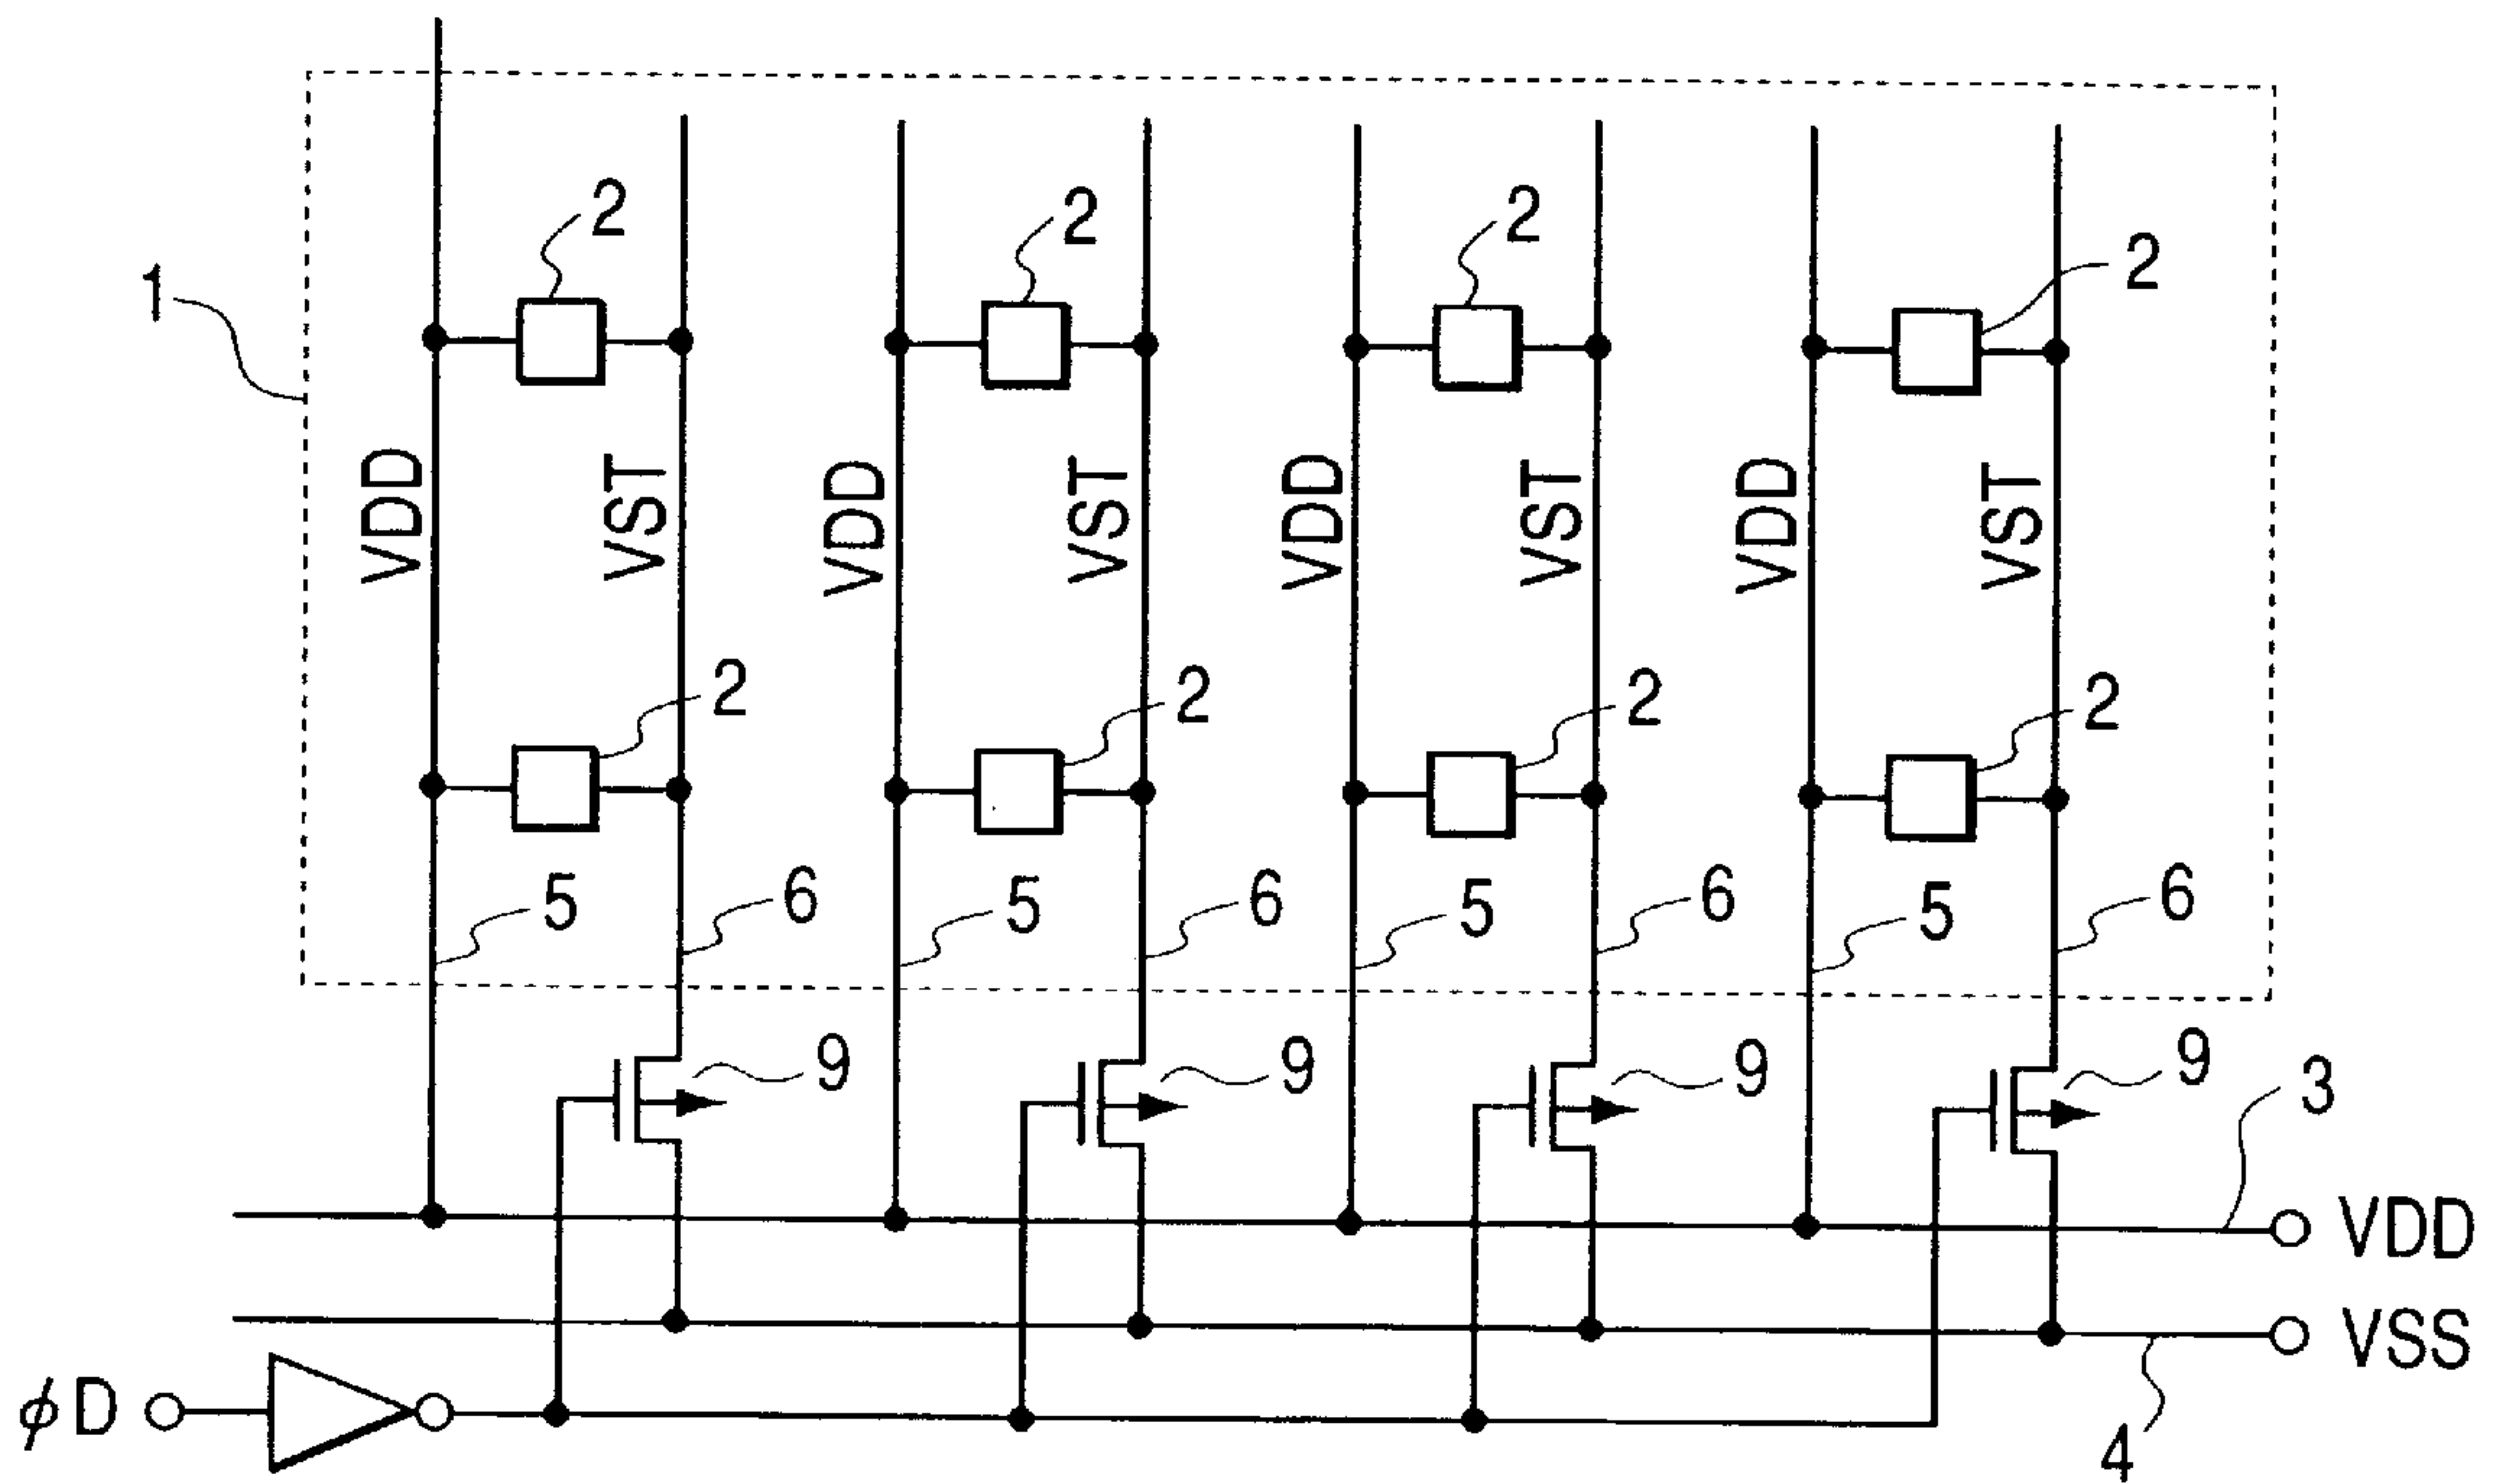 2 2 2 2
1
VDD VST VDD VST VDD VST VDD VST
2 2 2 2
5 6 5 6 5 6 5 6
9 9 9 9 3
VDD
VSS
φD
4